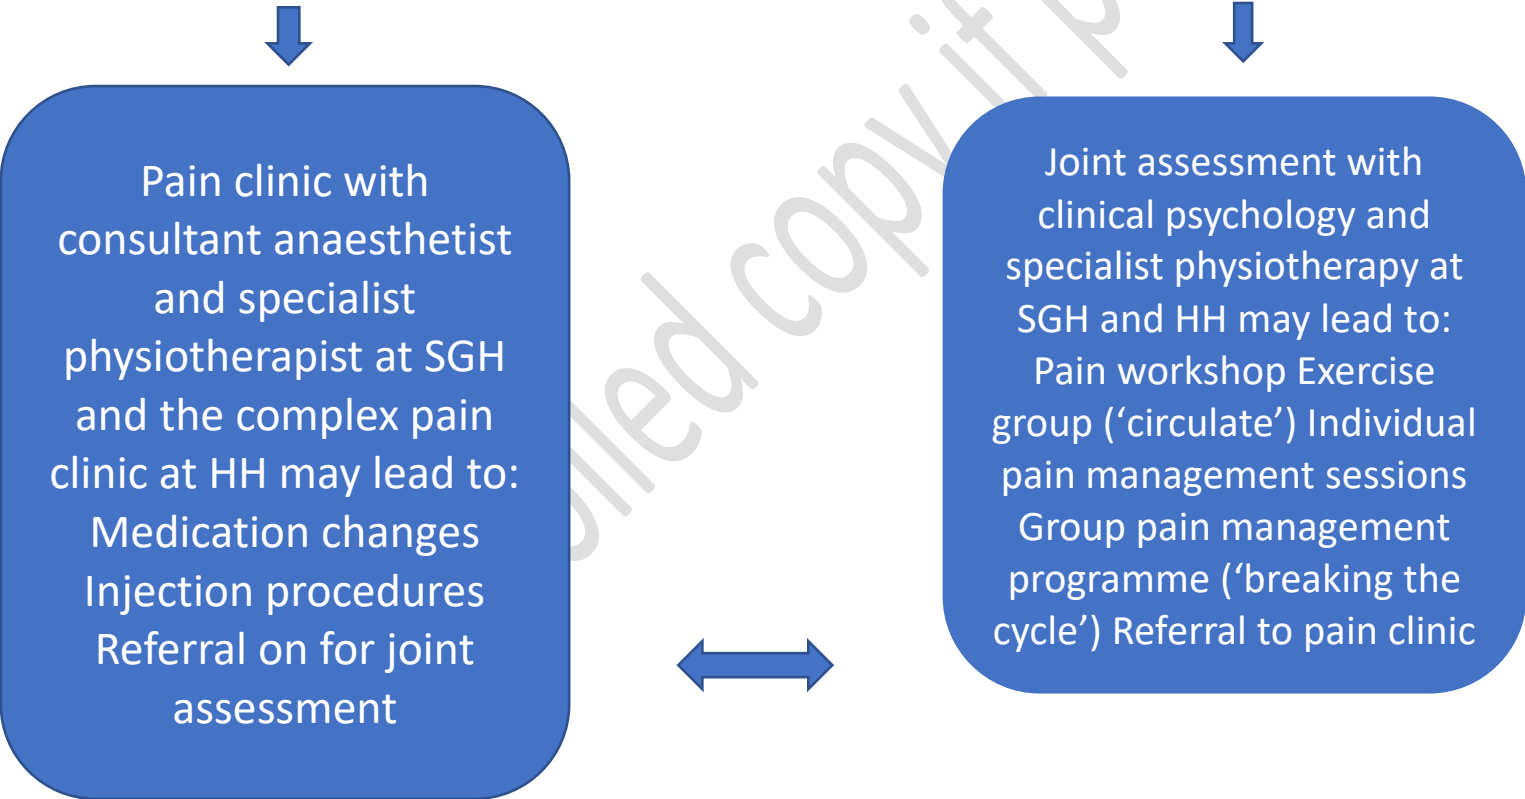 Pain clinic with
consultant anaesthetist
and specialist
physiotherapist at SGH
and the complex pain
clinic at HH may lead to:
Medication changes
Injection procedures
Referral on for joint
assessment
Joint assessment with
clinical psychology and
specialist physiotherapy at
SGH and HH may lead to:
Pain workshop Exercise
group (‘circulate’) Individual
pain management sessions
Group pain management
programme (‘breaking the
cycle’) Referral to pain clinic
copy if